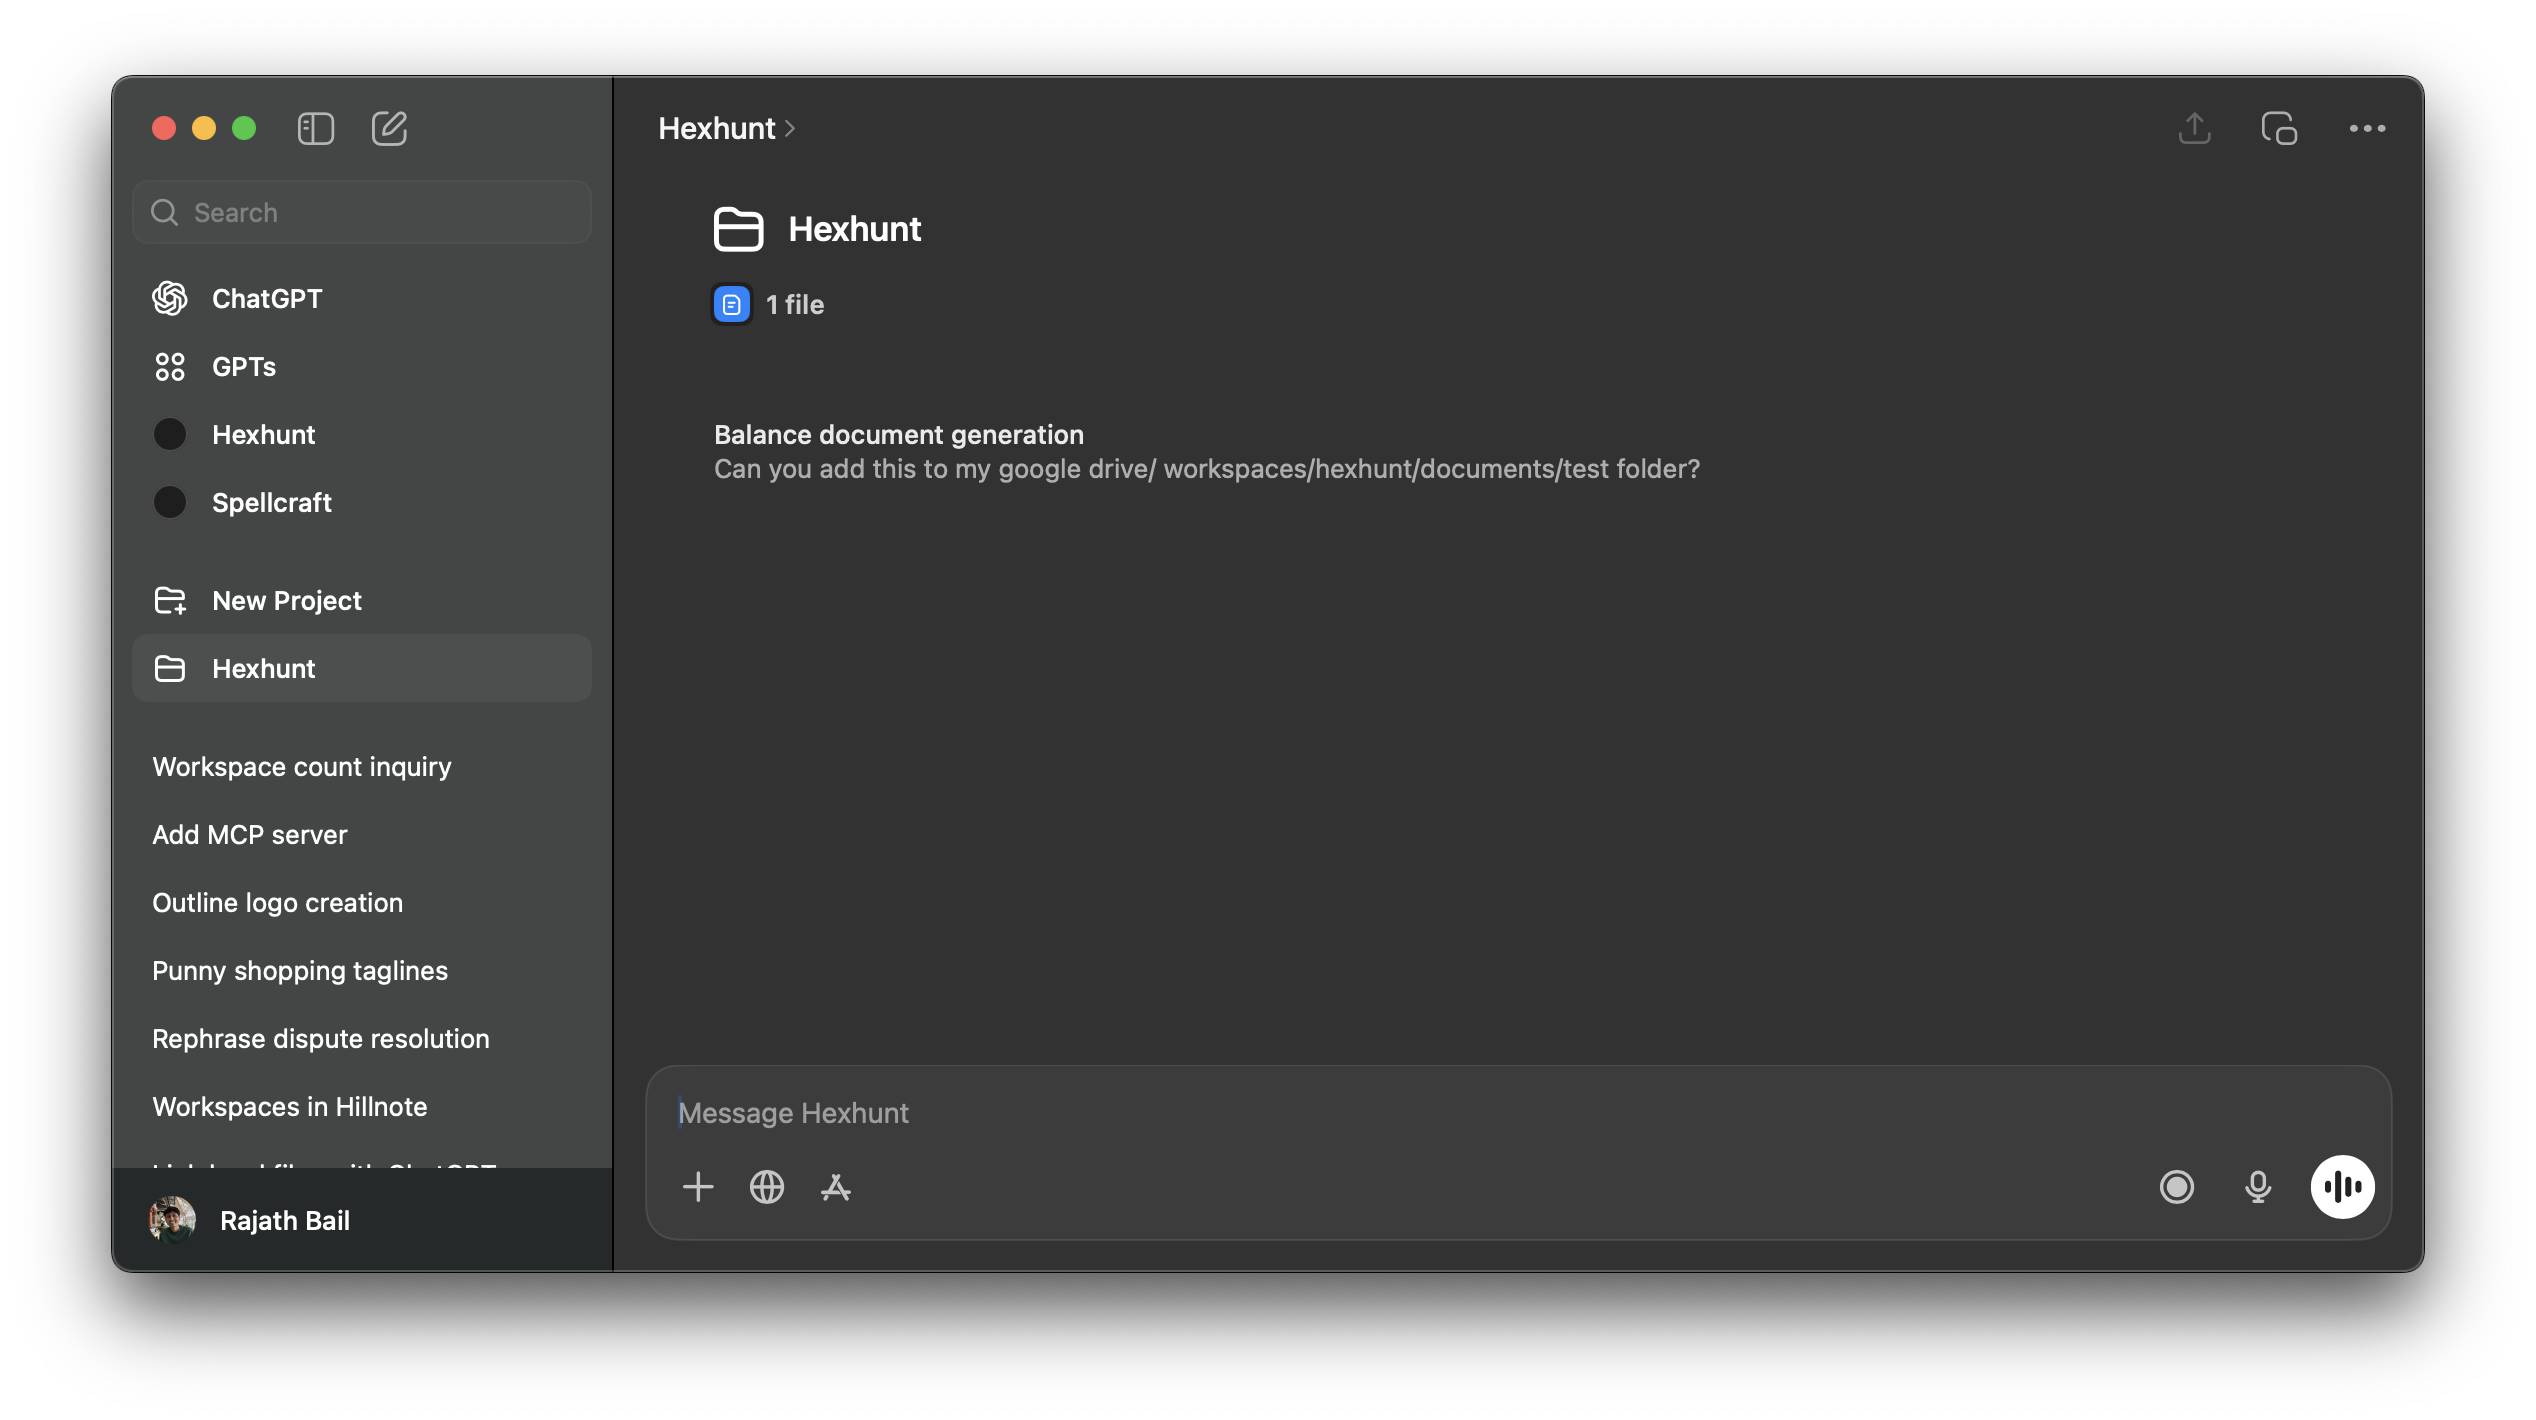 Search
ChatGPT
GPTs
Hexhunt
Spellcraft
New Project
Hexhunt
Workspace count inquiry
Add MCP server
Outline logo creation
Punny shopping taglines
Rephrase dispute resolution
Workspaces in Hillnote
Rajath Bail
Hexhunt
Hexhunt
1 file
Balance document generation
Can you add this to my google drive/ workspaces/hexhunt/documents/test folder?
Message Hexhunt